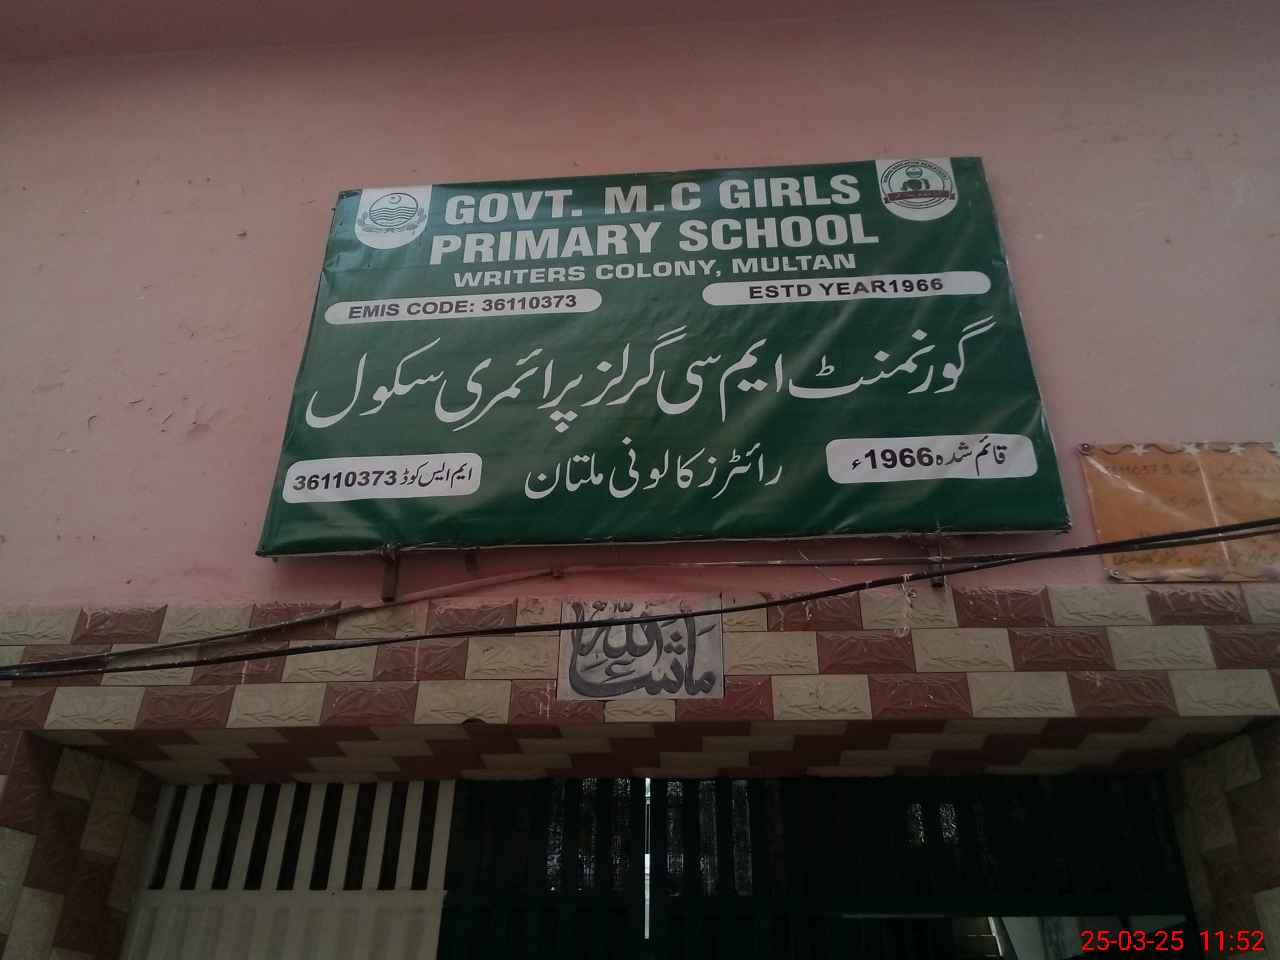 GOVT. M.C GIRLS
PRIMARY SCHOOL
WRITERS COLONY, MULTAN
EMIS CODE: 36110373
ESTD YEAR1966
گورنمنٹ ایم سی گرلز پرائمری سکول
رائٹرز کالونی ملتان
قائم شدہ 1966ء
ایم ایس کوڈ 36110373
ماشاءاللہ
25-03-25 11:52